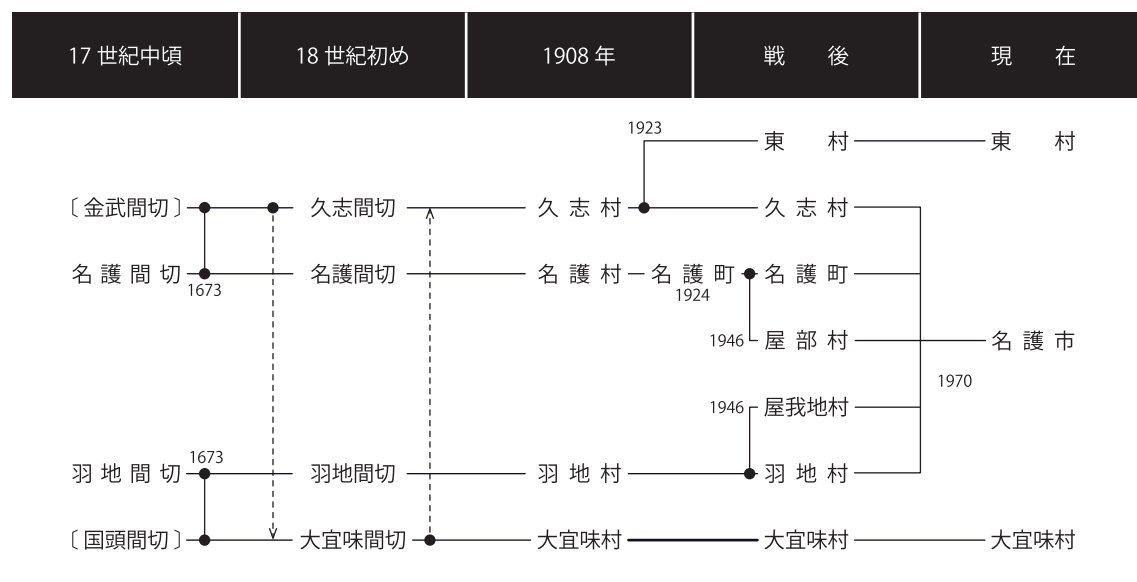 17 世紀中頃 18 世紀初め 1908 年 戦後 現在
1923
東村 東村
〔金武間切〕 久志間切 久志村 久志村
名護間切 名護間切 名護村 名護町 名護町
1673 1924
1946 屋部村 名護市
1970
1946 屋我地村
1673
羽地間切 羽地間切 羽地村 羽地村
〔国頭間切〕 大宜味間切 大宜味村 大宜味村 大宜味村